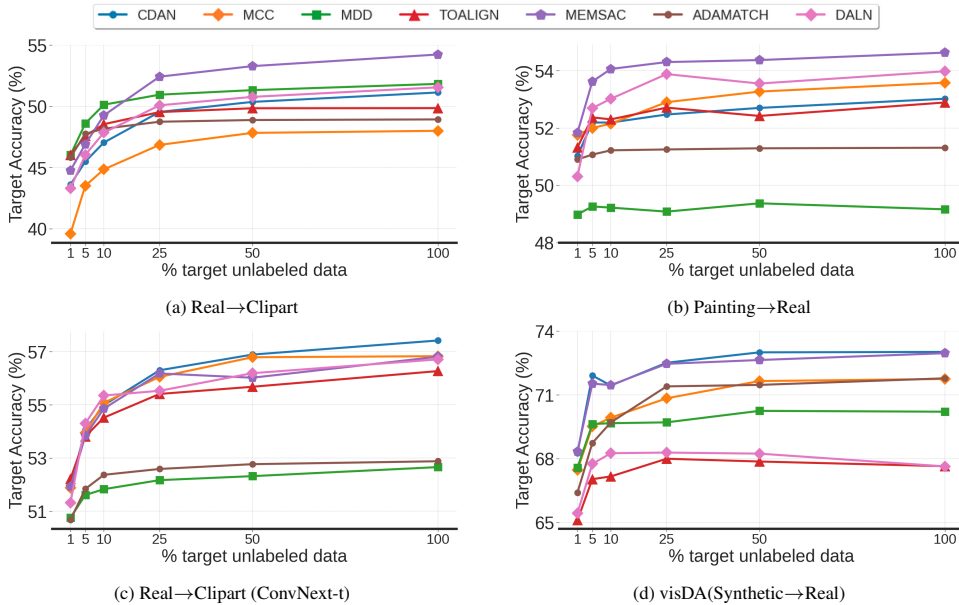 CDAN MCC MDD TOALIGN MEMSAC ADAMATCH DALN
Target Accuracy (%)
55
50
45
40
1 5 10 25 50 100
% target unlabeled data
(a) Real→Clipart
Target Accuracy (%)
54
52
50
48
1 5 10 25 50 100
% target unlabeled data
(b) Painting→Real
Target Accuracy (%)
57
55
53
51
1 5 10 25 50 100
% target unlabeled data
(c) Real→Clipart (ConvNext-t)
Target Accuracy (%)
74
71
68
65
1 5 10 25 50 100
% target unlabeled data
(d) visDA(Synthetic→Real)